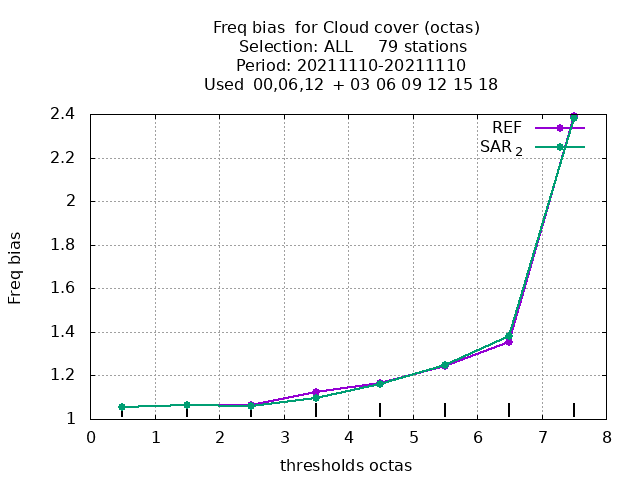 Freq bias  for Cloud cover (octas)
Selection: ALL     79 stations
Period: 20211110-20211110
Used  00,06,12  + 03 06 09 12 15 18
REF
SAR 2
2.4
2.2
2
1.8
1.6
1.4
1.2
1
Freq bias
0 1 2 3 4 5 6 7 8
thresholds octas